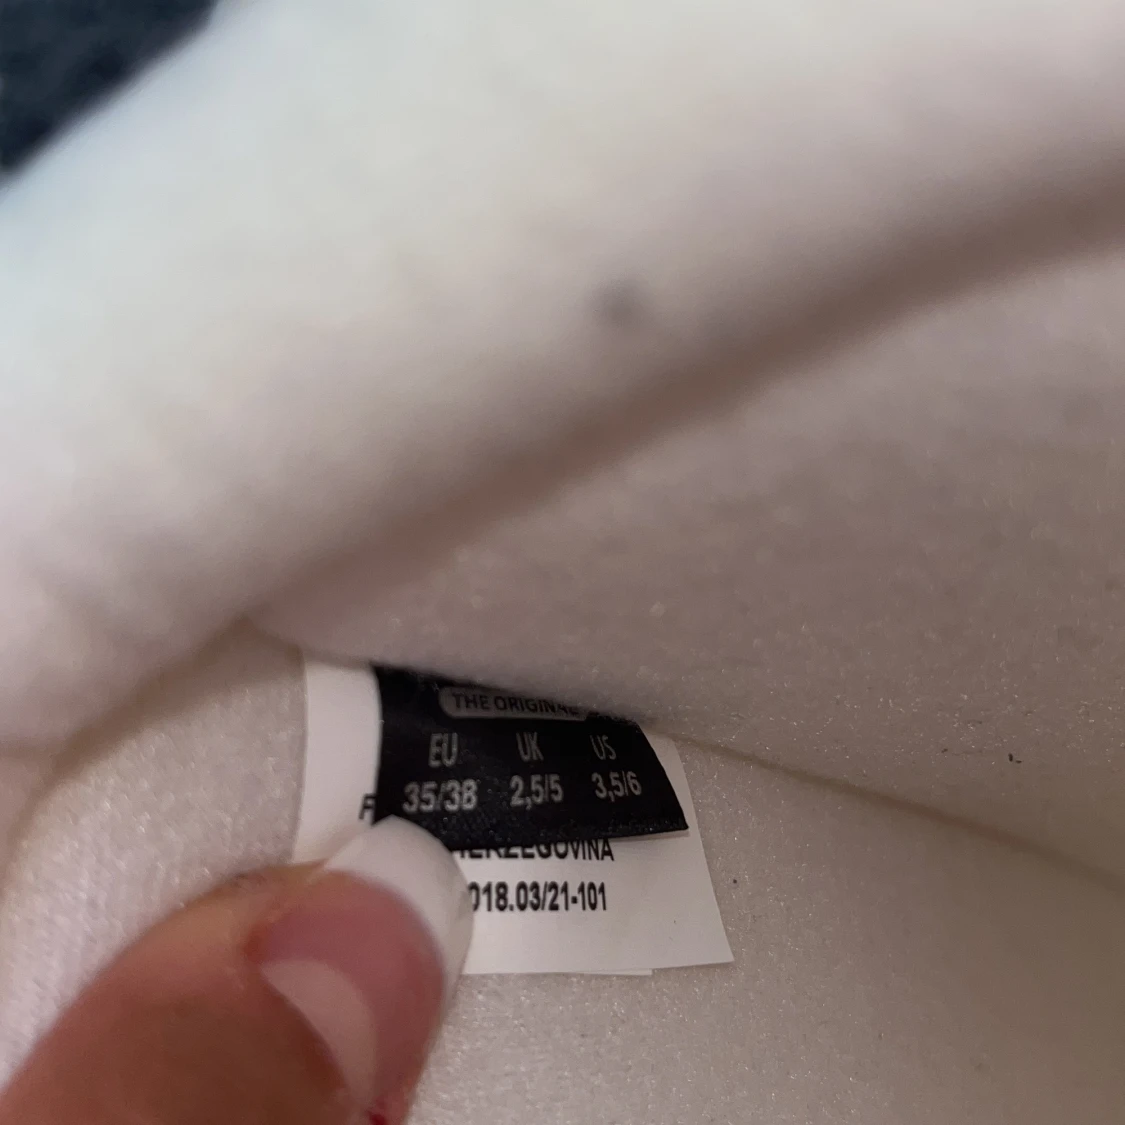 THE ORIGINAL
EU UK US
35/38 2,5/5 3,5/6
F
HERZEGOVINA
018.03/21-101